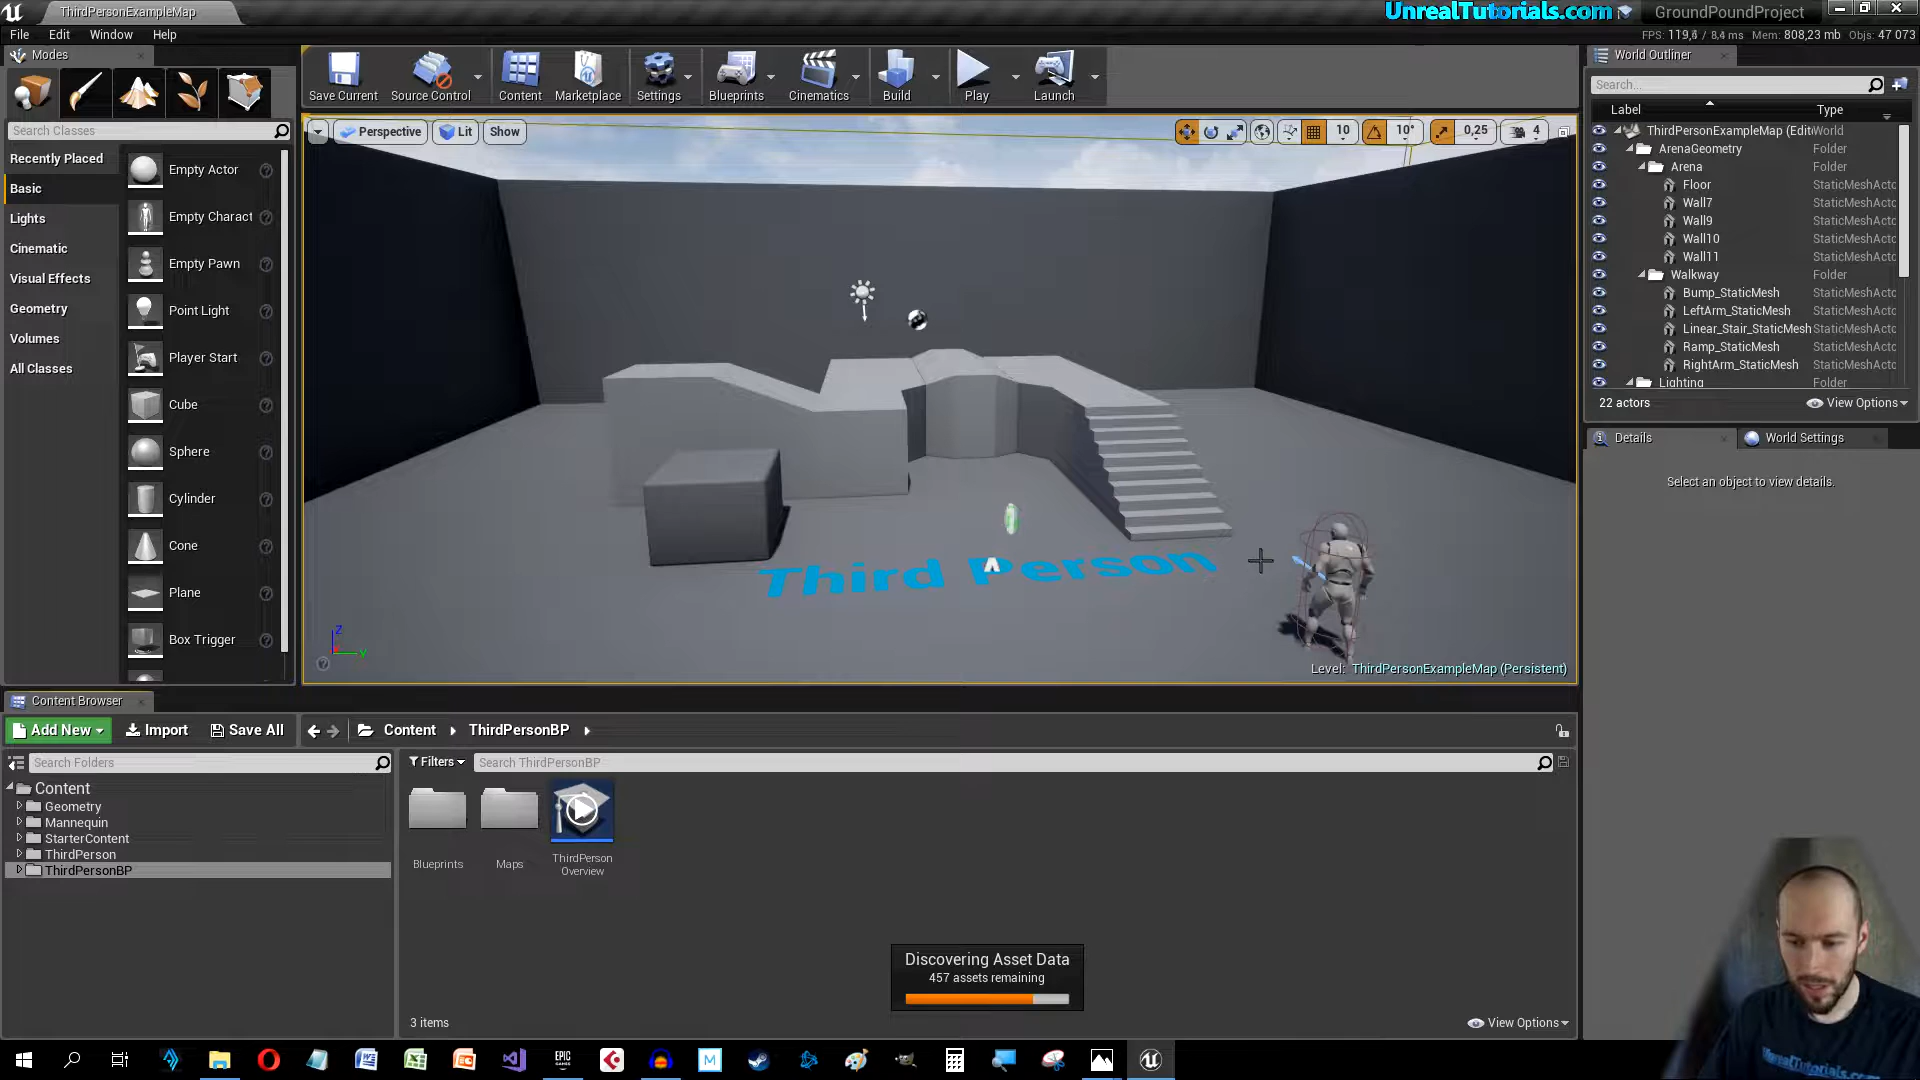 ThirdPersonExampleMap
UnrealTutorials.com
GroundPoundProject
File Edit Window Help
FPS: 119,6 / 8,4 ms Mem: 808,23 mb Objs: 47 073
Modes
Save Current
Source Control
Content
Marketplace
Settings
Blueprints
Cinematics
Build
Play
Launch
World Outliner
Search...
Label Type
Search Classes
Perspective
Lit
Show
10
10°
0,25
4
Recently Placed
Basic
Lights
Cinematic
Visual Effects
Geometry
Volumes
All Classes
Empty Actor
Empty Charact
Empty Pawn
Point Light
Player Start
Cube
Sphere
Cylinder
Cone
Plane
Box Trigger
ThirdPersonExampleMap (Edit World
ArenaGeometry Folder
Arena Folder
Floor StaticMeshActo
Wall7 StaticMeshActo
Wall9 StaticMeshActo
Wall10 StaticMeshActo
Wall11 StaticMeshActo
Walkway Folder
Bump_StaticMesh StaticMeshActo
LeftArm_StaticMesh StaticMeshActo
Linear_Stair_StaticMesh StaticMeshActo
Ramp_StaticMesh StaticMeshActo
RightArm_StaticMesh StaticMeshActo
Lighting Folder
22 actors
View Options
Details
World Settings
Select an object to view details.
Third Person
Z
Y
Level: ThirdPersonExampleMap (Persistent)
Content Browser
Add New
Import
Save All
Content
ThirdPersonBP
Search Folders
Filters
Search ThirdPersonBP
Content
Geometry
Mannequin
StarterContent
ThirdPerson
ThirdPersonBP
Blueprints
Maps
ThirdPerson
Overview
Discovering Asset Data
457 assets remaining
3 items
View Options
EPIC
GAMES
M
UnrealTutorials.com